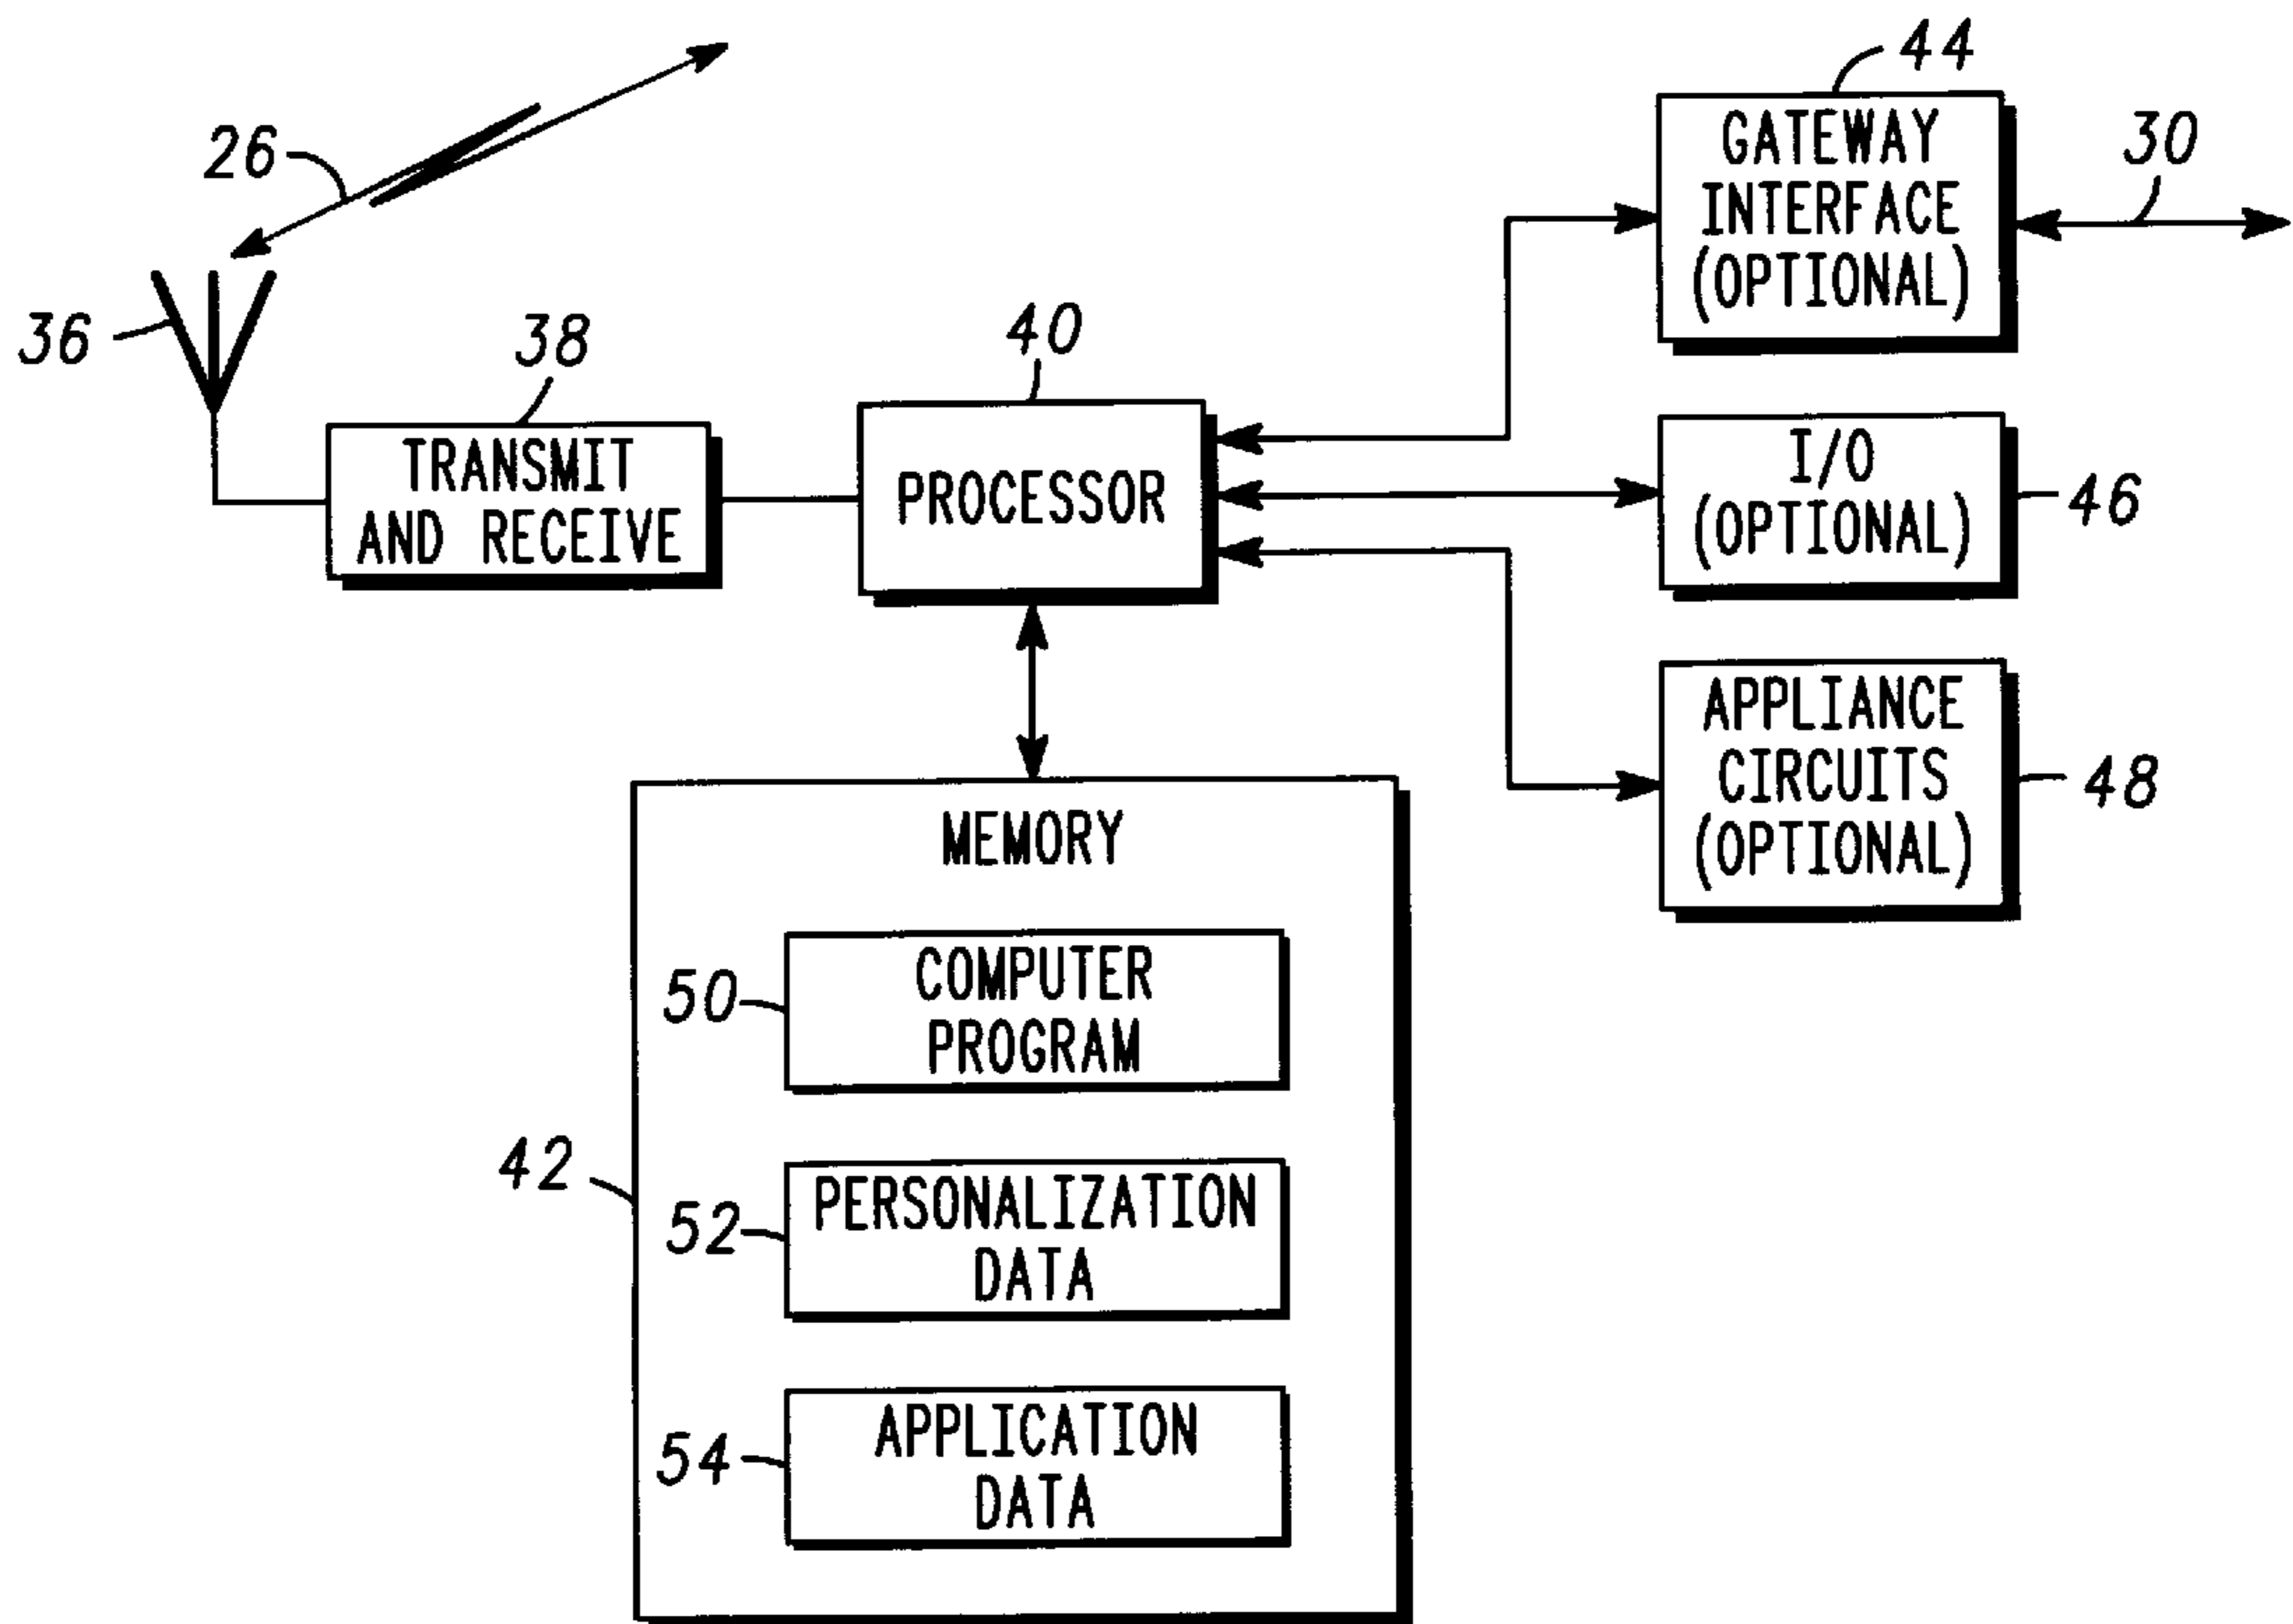 44
GATEWAY
INTERFACE
(OPTIONAL)
30
26
36
38
40
TRANSMIT
AND RECEIVE
PROCESSOR
I/O
(OPTIONAL)
46
APPLIANCE
CIRCUITS
(OPTIONAL)
48
MEMORY
50
COMPUTER
PROGRAM
42
52
PERSONALIZATION
DATA
54
APPLICATION
DATA